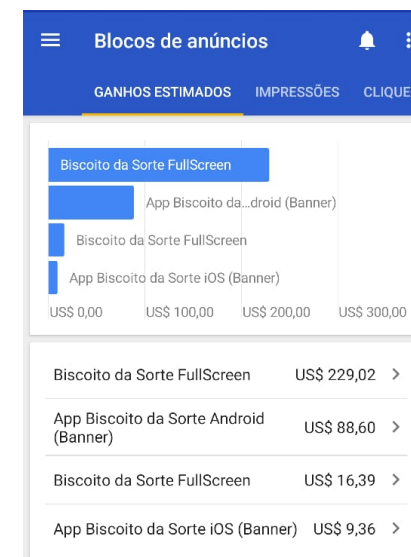 Blocos de anúncios
GANHOS ESTIMADOS IMPRESSÕES CLIQUE
Biscoito da Sorte FullScreen
App Biscoito da...droid (Banner)
Biscoito da Sorte FullScreen
App Biscoito da Sorte iOS (Banner)
US$ 0,00 US$ 100,00 US$ 200,00 US$ 300,00
Biscoito da Sorte FullScreen US$ 229,02
App Biscoito da Sorte Android
(Banner) US$ 88,60
Biscoito da Sorte FullScreen US$ 16,39
App Biscoito da Sorte iOS (Banner) US$ 9,36